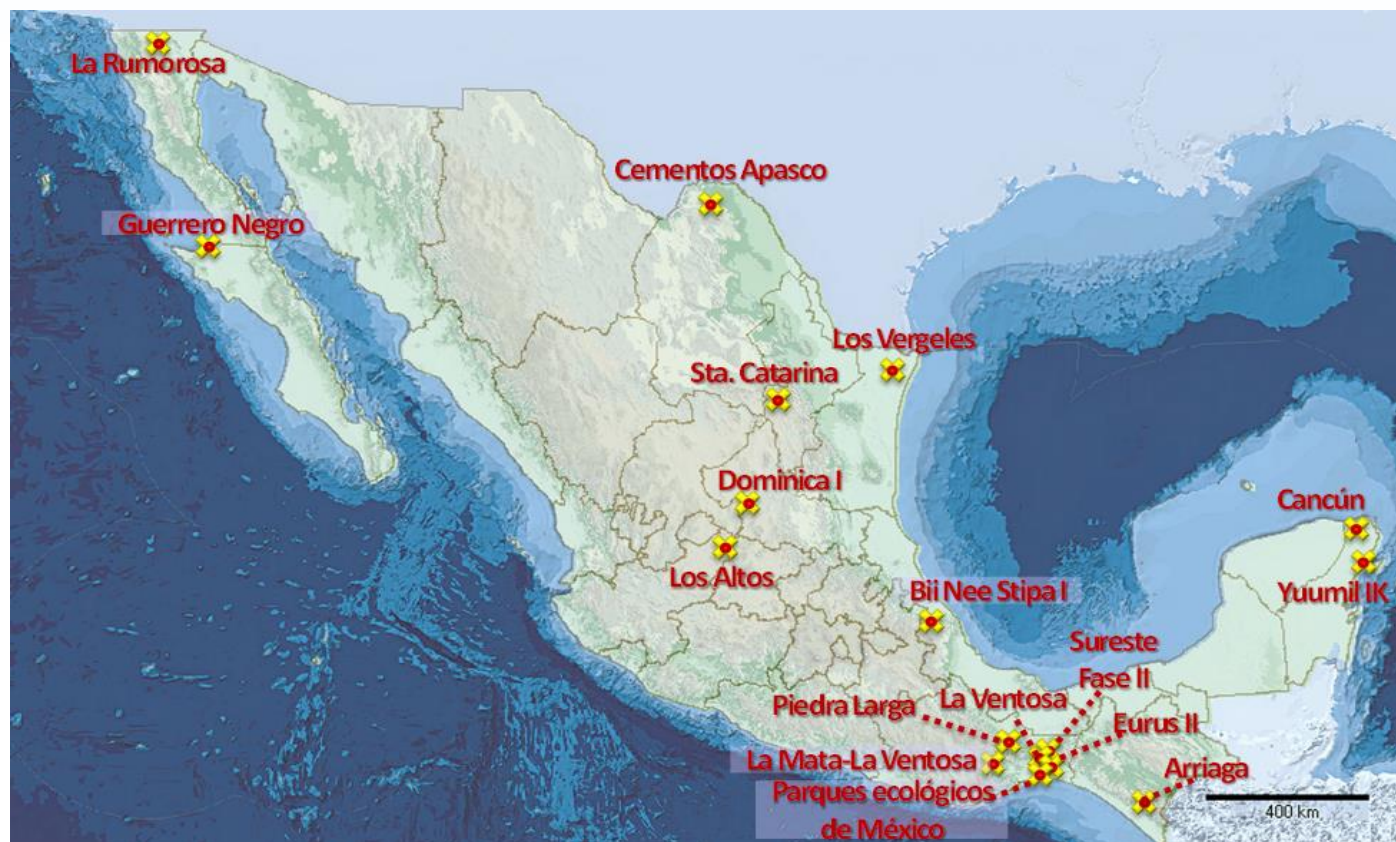 La Rumorosa
Cementos Apasco
Guerrero Negro
Los Vergeles
Sta. Catarina
Dominica I
Cancún
Los Altos
Bii Nee Stipa I
Yuumil IK
Sureste
Fase II
La Ventosa
Piedra Larga
Eurus II
La Mata-La Ventosa
Arriaga
Parques ecológicos
de México
400 km